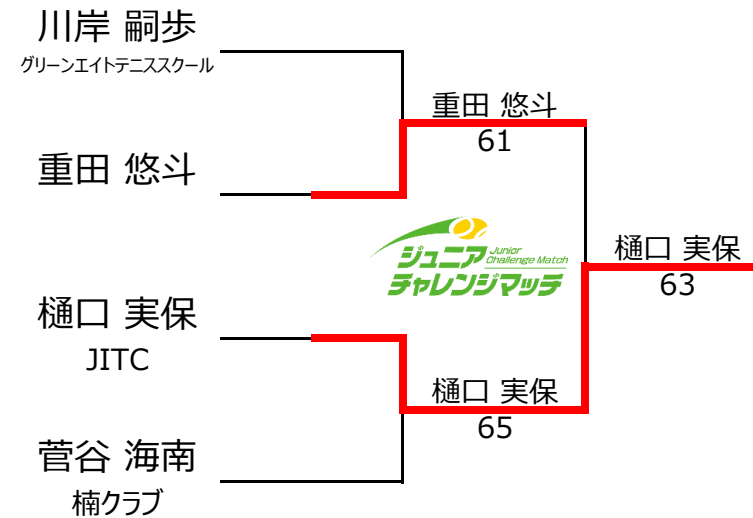 川岸 嗣歩
グリーンエイトテニススクール
重田 悠斗
61
重田 悠斗
ジュニア Junior Challenge Match
チャレンジマッチ
樋口 実保
63
樋口 実保
JITC
樋口 実保
65
菅谷 海南
楠クラブ